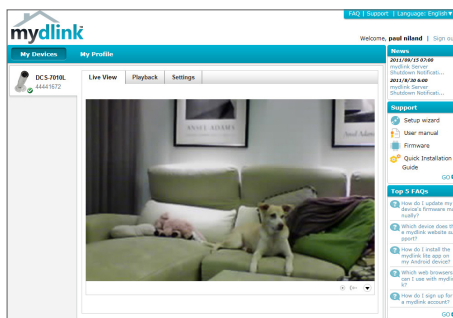 FAQ | Support | Language: English
mydlink
Welcome, paul niland | Sign ou
My Devices
My Profile
DCS-7010L
44441672
Live View
Playback
Settings
ANSEL ADAMS
Ansel Adams
News
2011/09/15 07:00
mydlink Server
Shutdown Notificati...
2011/8/30 6:00
mydlink Server
Shutdown Notificati...
Support
Setup wizard
User manual
Firmware
Quick Installation
Guide
GO
Top 5 FAQs
How do I update my
device's firmware ma
nually?
Which device does th
e mydlink website su
pport?
How do I install the
mydlink lite app on
my Android device?
Which web browsers
can I use with mydlin
k?
How do I sign up for
a mydlink account?
GO